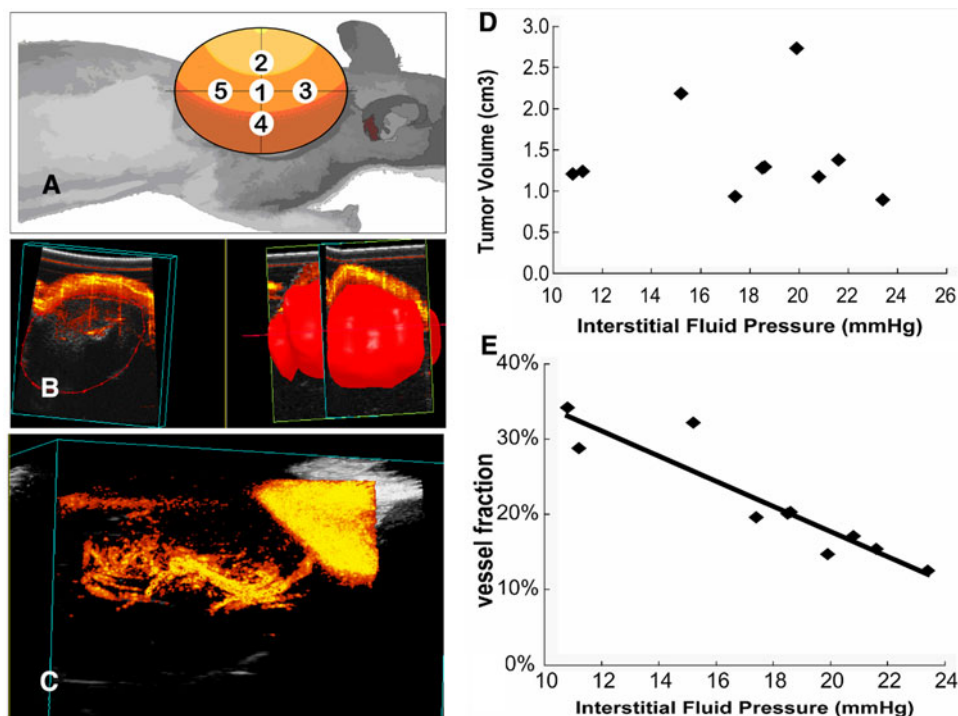 2
5 1 3
4
A
B
C
D
Tumor Volume (cm3)
3.0
2.5
2.0
1.5
1.0
0.5
0.0
10 12 14 16 18 20 22 24 26
Interstitial Fluid Pressure (mmHg)
E
vessel fraction
40%
30%
20%
10%
0%
10 12 14 16 18 20 22 24
Interstitial Fluid Pressure (mmHg)